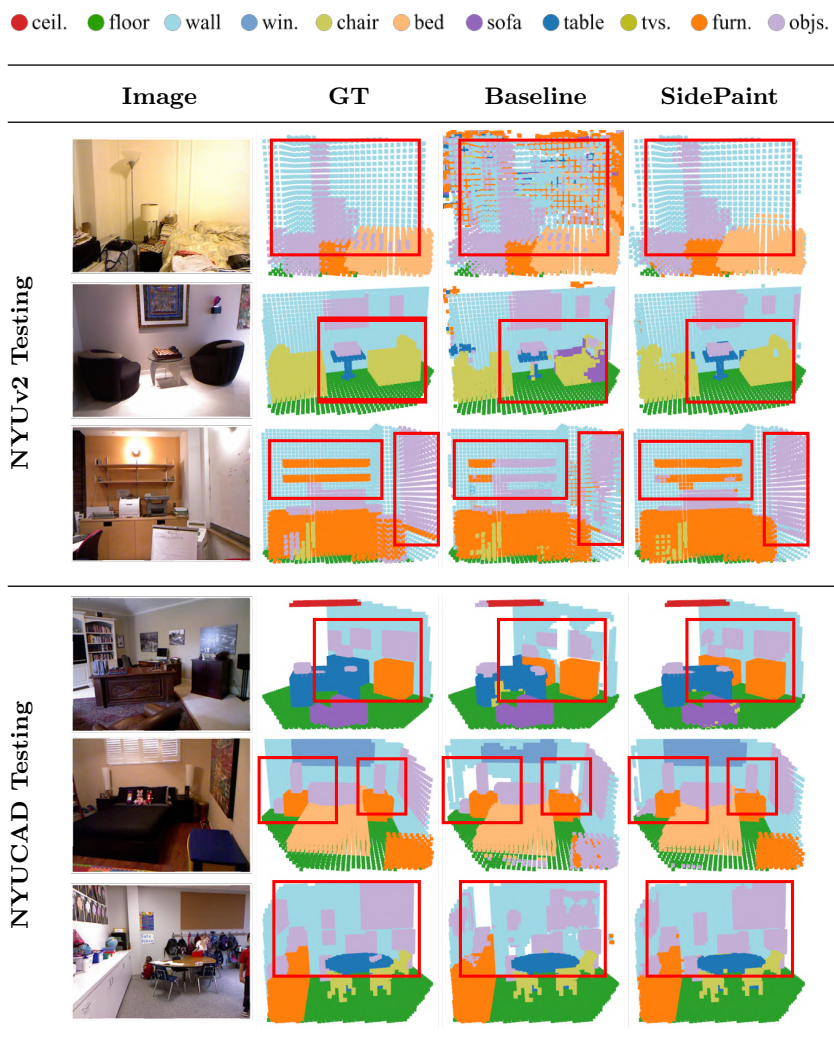 ceil. floor wall win. chair bed sofa table tvs. furn. objs.
Image GT Baseline SidePaint
NYUv2 Testing
NYUCAD Testing